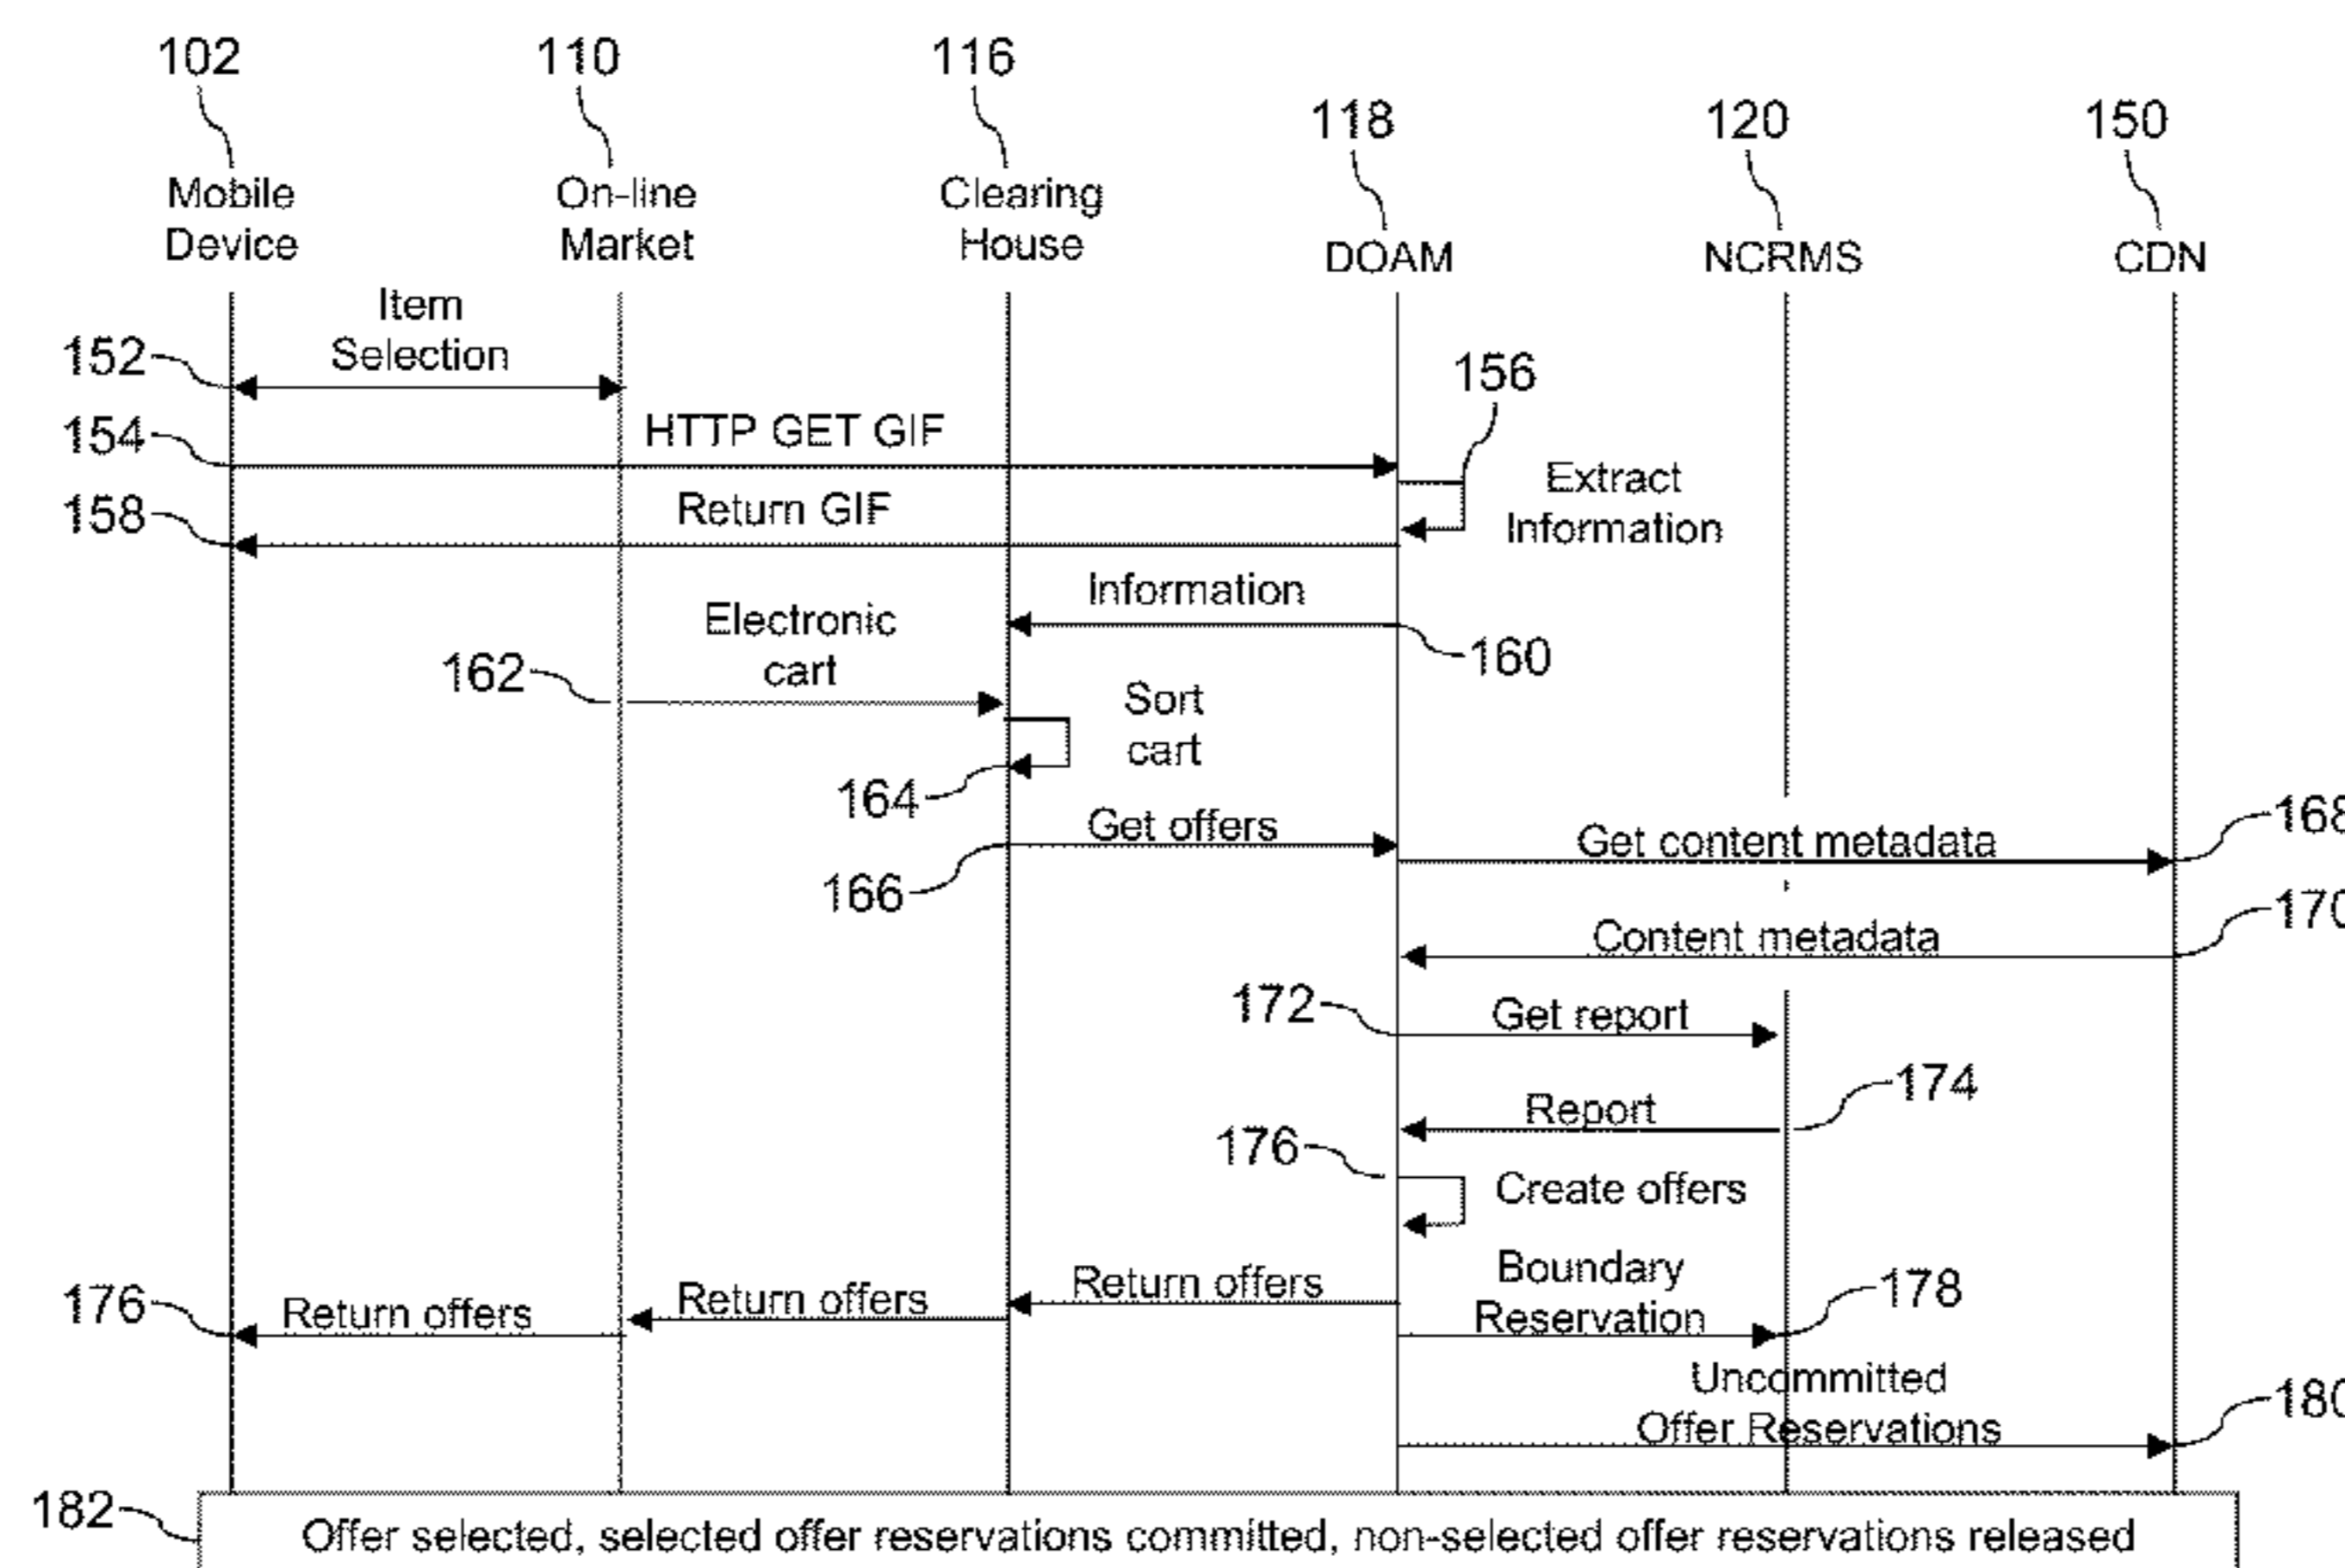 102
110
116
118
120
150
Mobile
Device
On-line
Market
Clearing
House
DOAM
NCRMS
CDN
Item
Selection
152
156
154
HTTP GET GIF
Extract
Information
158
Return GIF
Information
Electronic
cart
160
162
Sort
cart
164
Get offers
Get content metadata
168
166
170
Content metadata
172
Get report
174
Report
176
Create offers
Boundary
Reservation
178
176
Return offers
Return offers
Return offers
Uncommitted
Offer Reservations
180
182
Offer selected, selected offer reservations committed, non-selected offer reservations released